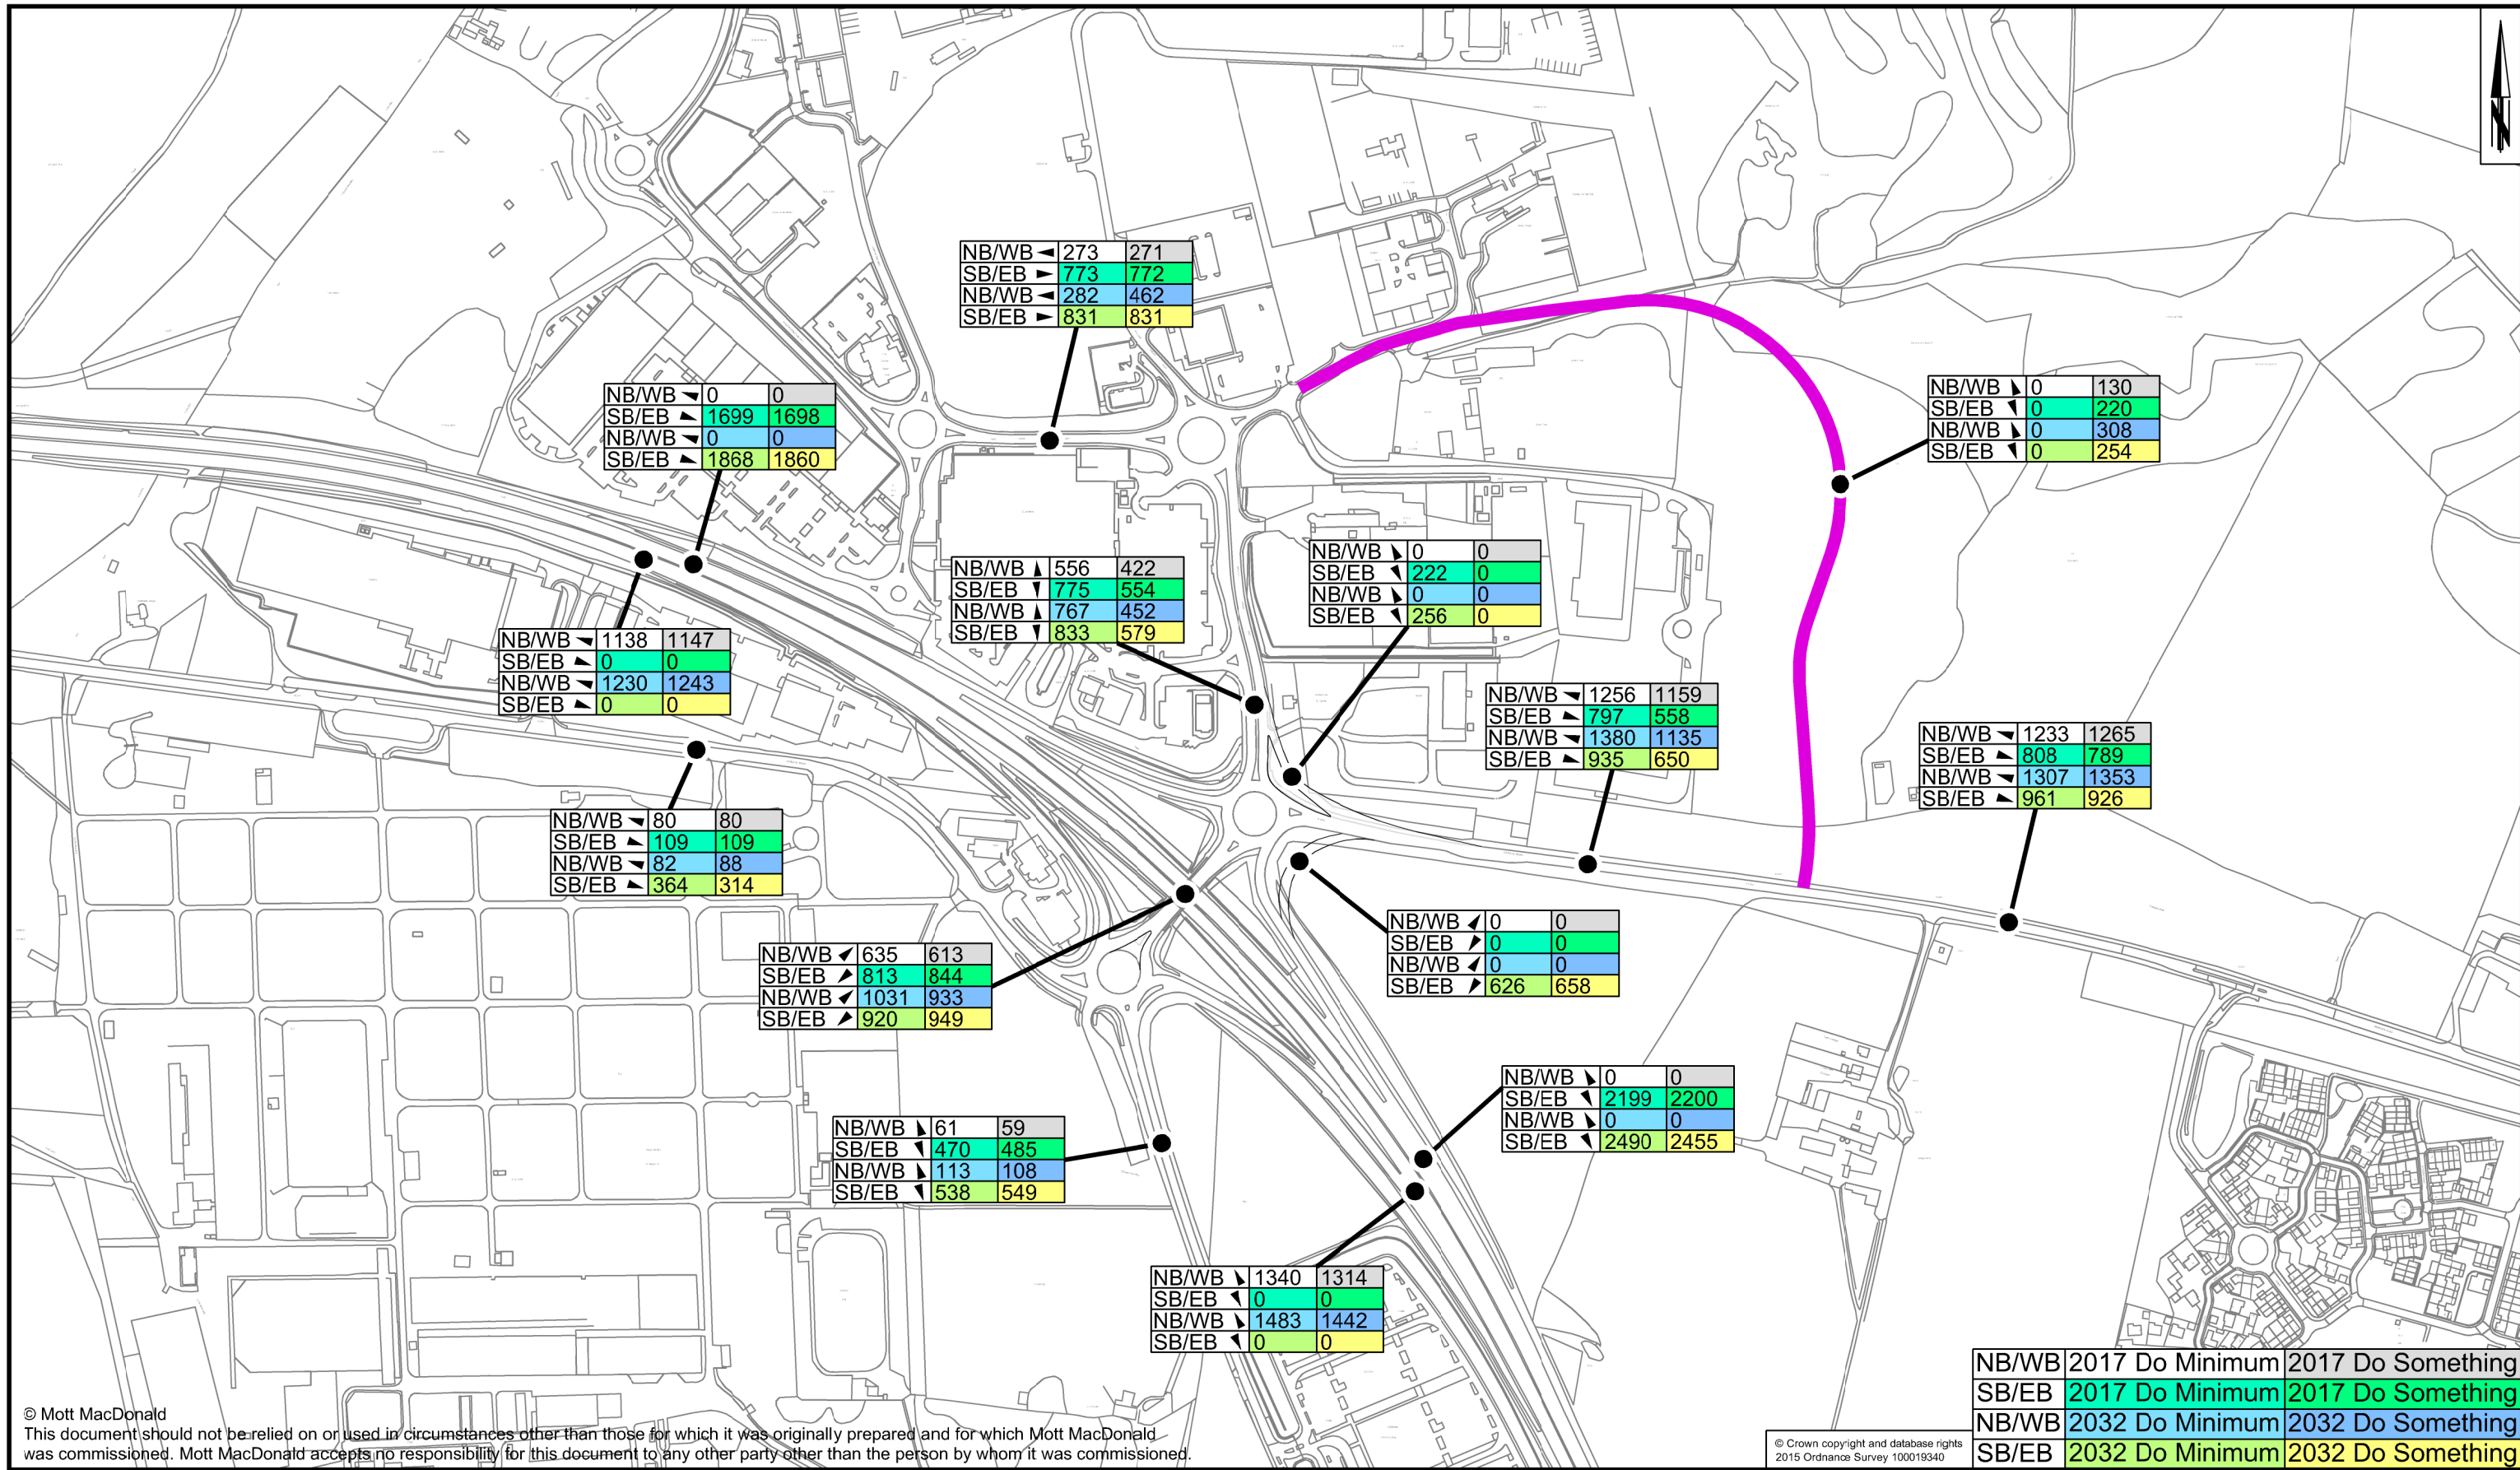 N
NB/WB 273 271
SB/EB 773 772
NB/WB 282 462
SB/EB 831 831
NB/WB 0 0
SB/EB 1699 1698
NB/WB 0 0
SB/EB 1868 1860
NB/WB 0 130
SB/EB 0 220
NB/WB 0 308
SB/EB 0 254
NB/WB 556 422
SB/EB 775 554
NB/WB 767 452
SB/EB 833 579
NB/WB 0 0
SB/EB 222 0
NB/WB 0 0
SB/EB 256 0
NB/WB 1138 1147
SB/EB 0 0
NB/WB 1230 1243
SB/EB 0 0
NB/WB 1256 1159
SB/EB 797 558
NB/WB 1380 1135
SB/EB 935 650
NB/WB 1233 1265
SB/EB 808 789
NB/WB 1307 1353
SB/EB 961 926
NB/WB 80 80
SB/EB 109 109
NB/WB 82 88
SB/EB 364 314
NB/WB 0 0
SB/EB 0 0
NB/WB 0 0
SB/EB 626 658
NB/WB 635 613
SB/EB 813 844
NB/WB 1031 933
SB/EB 920 949
NB/WB 0 0
SB/EB 2199 2200
NB/WB 0 0
SB/EB 2490 2455
NB/WB 61 59
SB/EB 470 485
NB/WB 113 108
SB/EB 538 549
NB/WB 1340 1314
SB/EB 0 0
NB/WB 1483 1442
SB/EB 0 0
NB/WB 2017 Do Minimum 2017 Do Something
SB/EB 2017 Do Minimum 2017 Do Something
NB/WB 2032 Do Minimum 2032 Do Something
SB/EB 2032 Do Minimum 2032 Do Something
© Mott MacDonald
This document should not be relied on or used in circumstances other than those for which it was originally prepared and for which Mott MacDonald
was commissioned. Mott MacDonald accepts no responsibility for this document to any other party other than the person by whom it was commissioned.
© Crown copyright and database rights
2015 Ordnance Survey 100019340